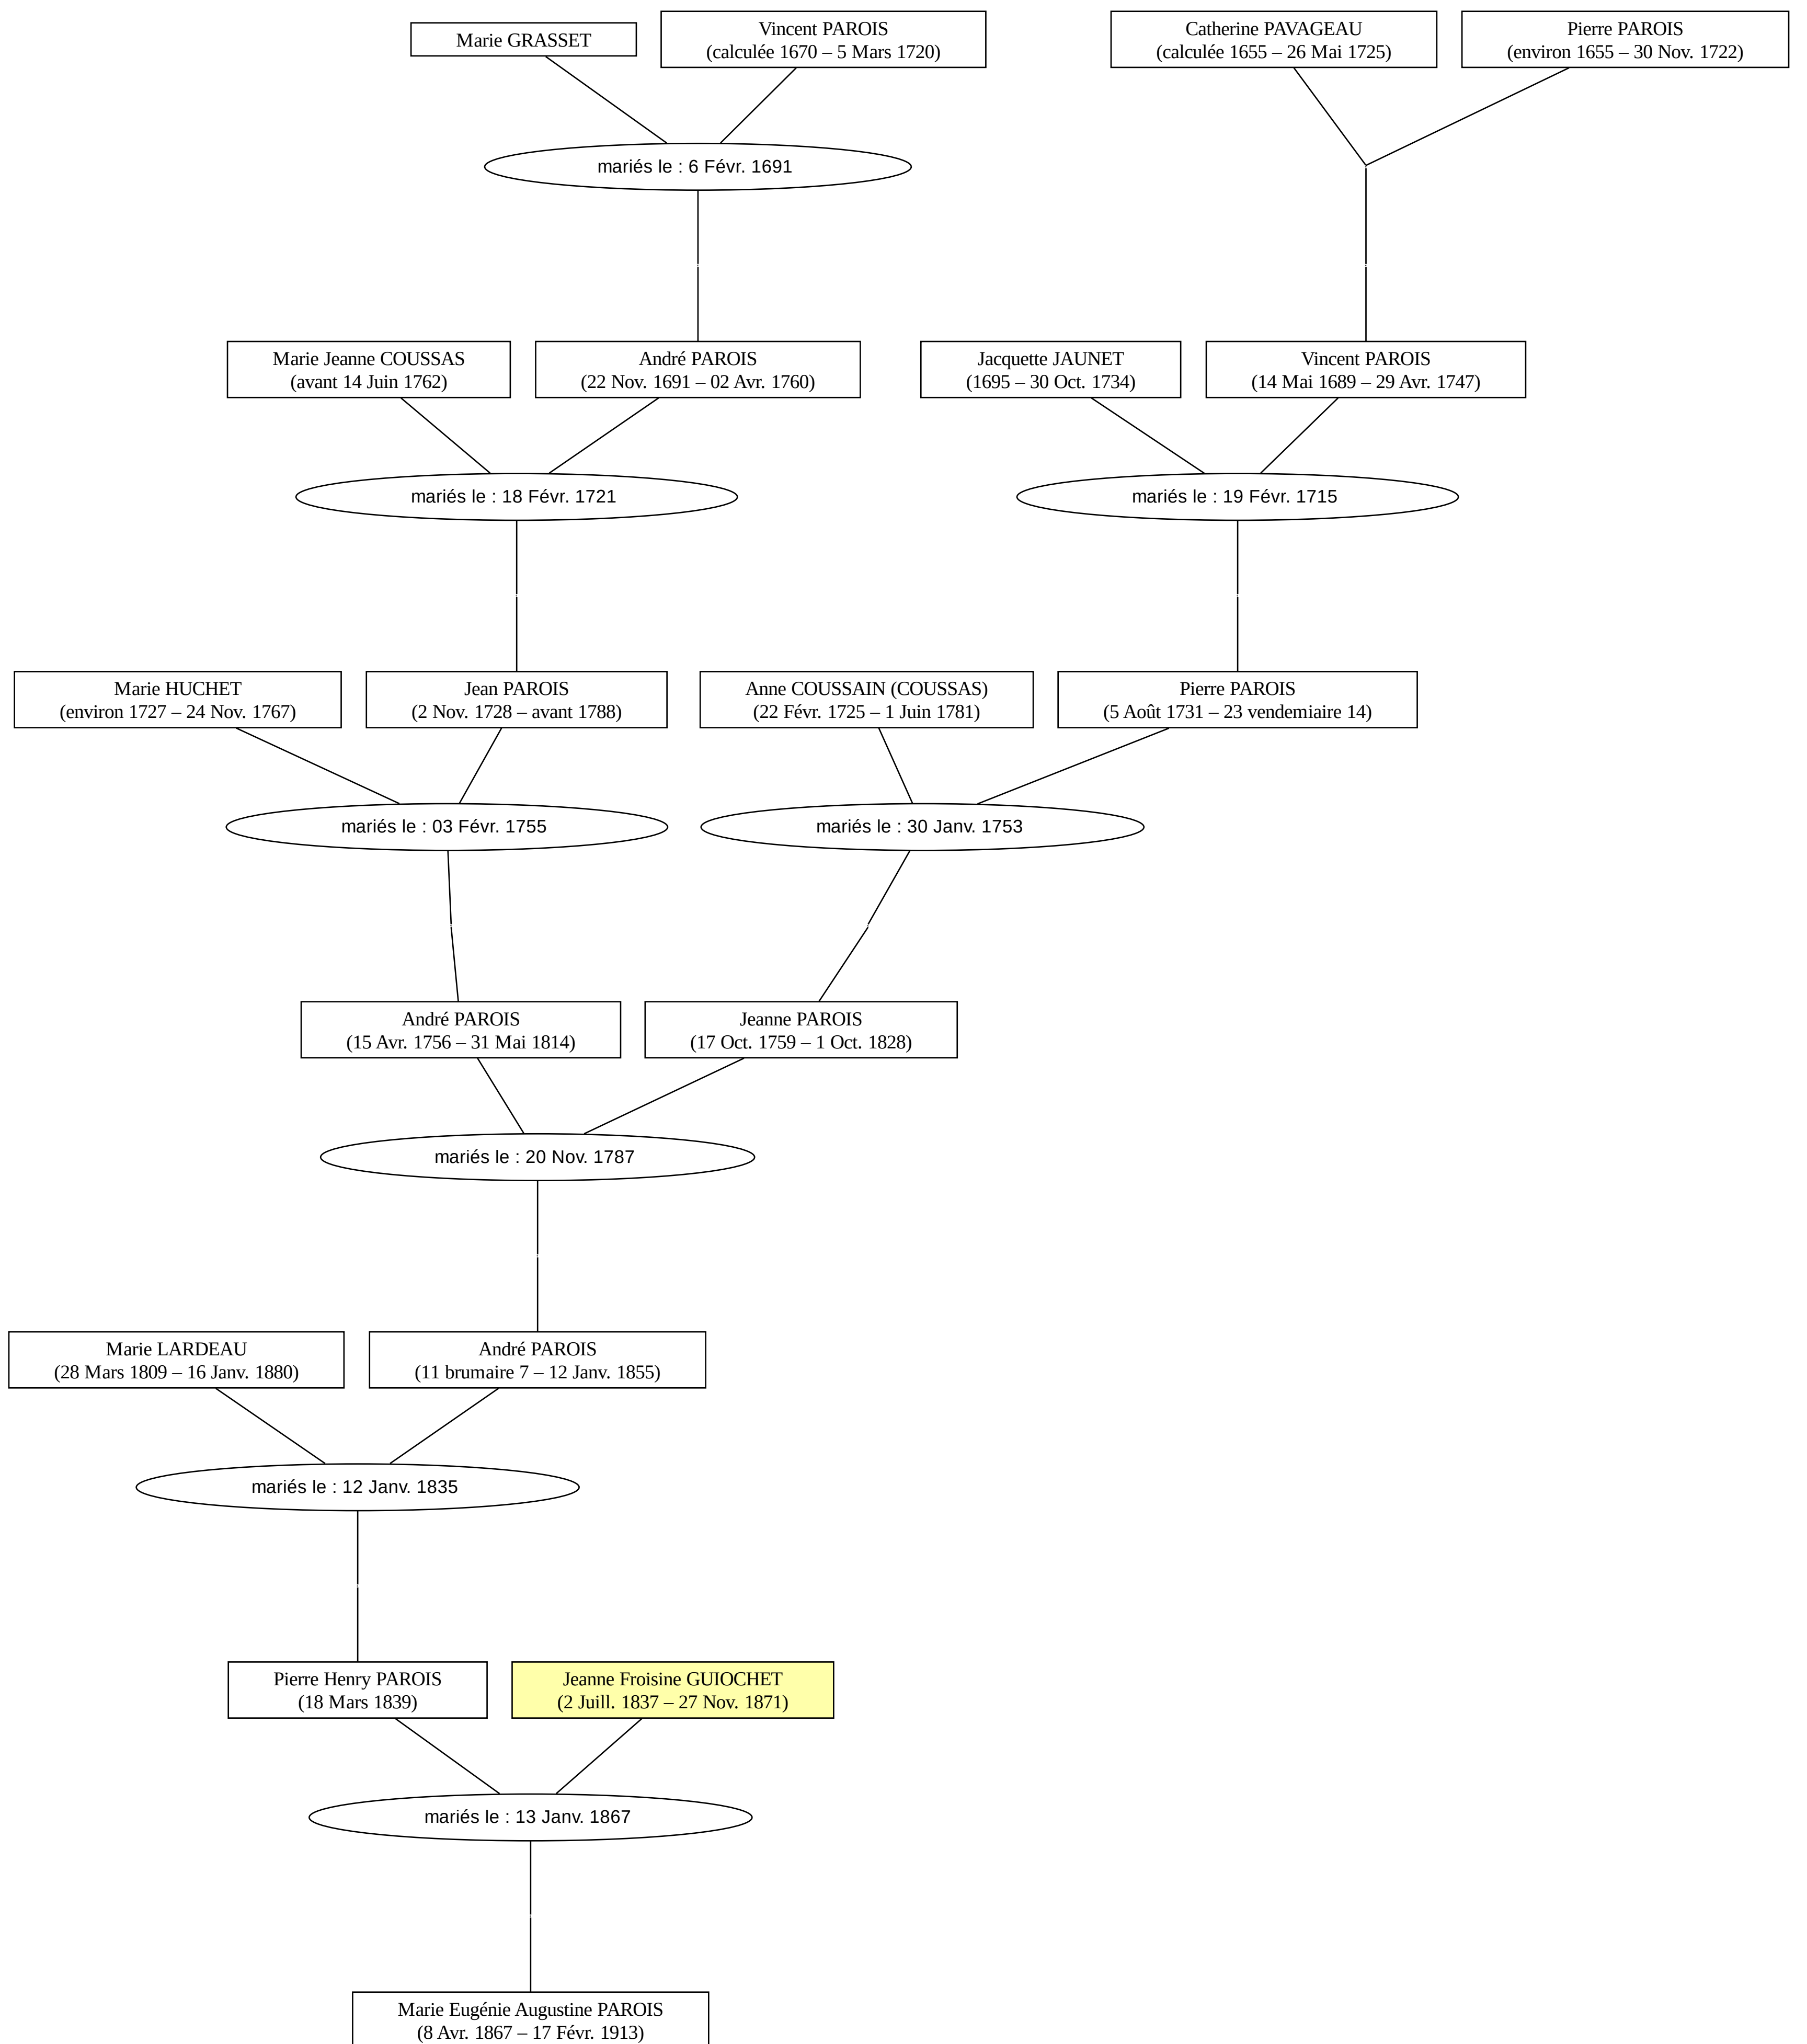 Marie GRASSET
Vincent PAROIS
(calculée 1670 – 5 Mars 1720)
Catherine PAVAGEAU
(calculée 1655 – 26 Mai 1725)
Pierre PAROIS
(environ 1655 – 30 Nov. 1722)
mariés le : 6 Févr. 1691
Marie Jeanne COUSSAS
(avant 14 Juin 1762)
André PAROIS
(22 Nov. 1691 – 02 Avr. 1760)
Jacquette JAUNET
(1695 – 30 Oct. 1734)
Vincent PAROIS
(14 Mai 1689 – 29 Avr. 1747)
mariés le : 18 Févr. 1721
mariés le : 19 Févr. 1715
Marie HUCHET
(environ 1727 – 24 Nov. 1767)
Jean PAROIS
(2 Nov. 1728 – avant 1788)
Anne COUSSAIN (COUSSAS)
(22 Févr. 1725 – 1 Juin 1781)
Pierre PAROIS
(5 Août 1731 – 23 vendemiaire 14)
mariés le : 03 Févr. 1755
mariés le : 30 Janv. 1753
André PAROIS
(15 Avr. 1756 – 31 Mai 1814)
Jeanne PAROIS
(17 Oct. 1759 – 1 Oct. 1828)
mariés le : 20 Nov. 1787
Marie LARDEAU
(28 Mars 1809 – 16 Janv. 1880)
André PAROIS
(11 brumaire 7 – 12 Janv. 1855)
mariés le : 12 Janv. 1835
Pierre Henry PAROIS
(18 Mars 1839)
Jeanne Froisine GUIOCHET
(2 Juill. 1837 – 27 Nov. 1871)
mariés le : 13 Janv. 1867
Marie Eugénie Augustine PAROIS
(8 Avr. 1867 – 17 Févr. 1913)